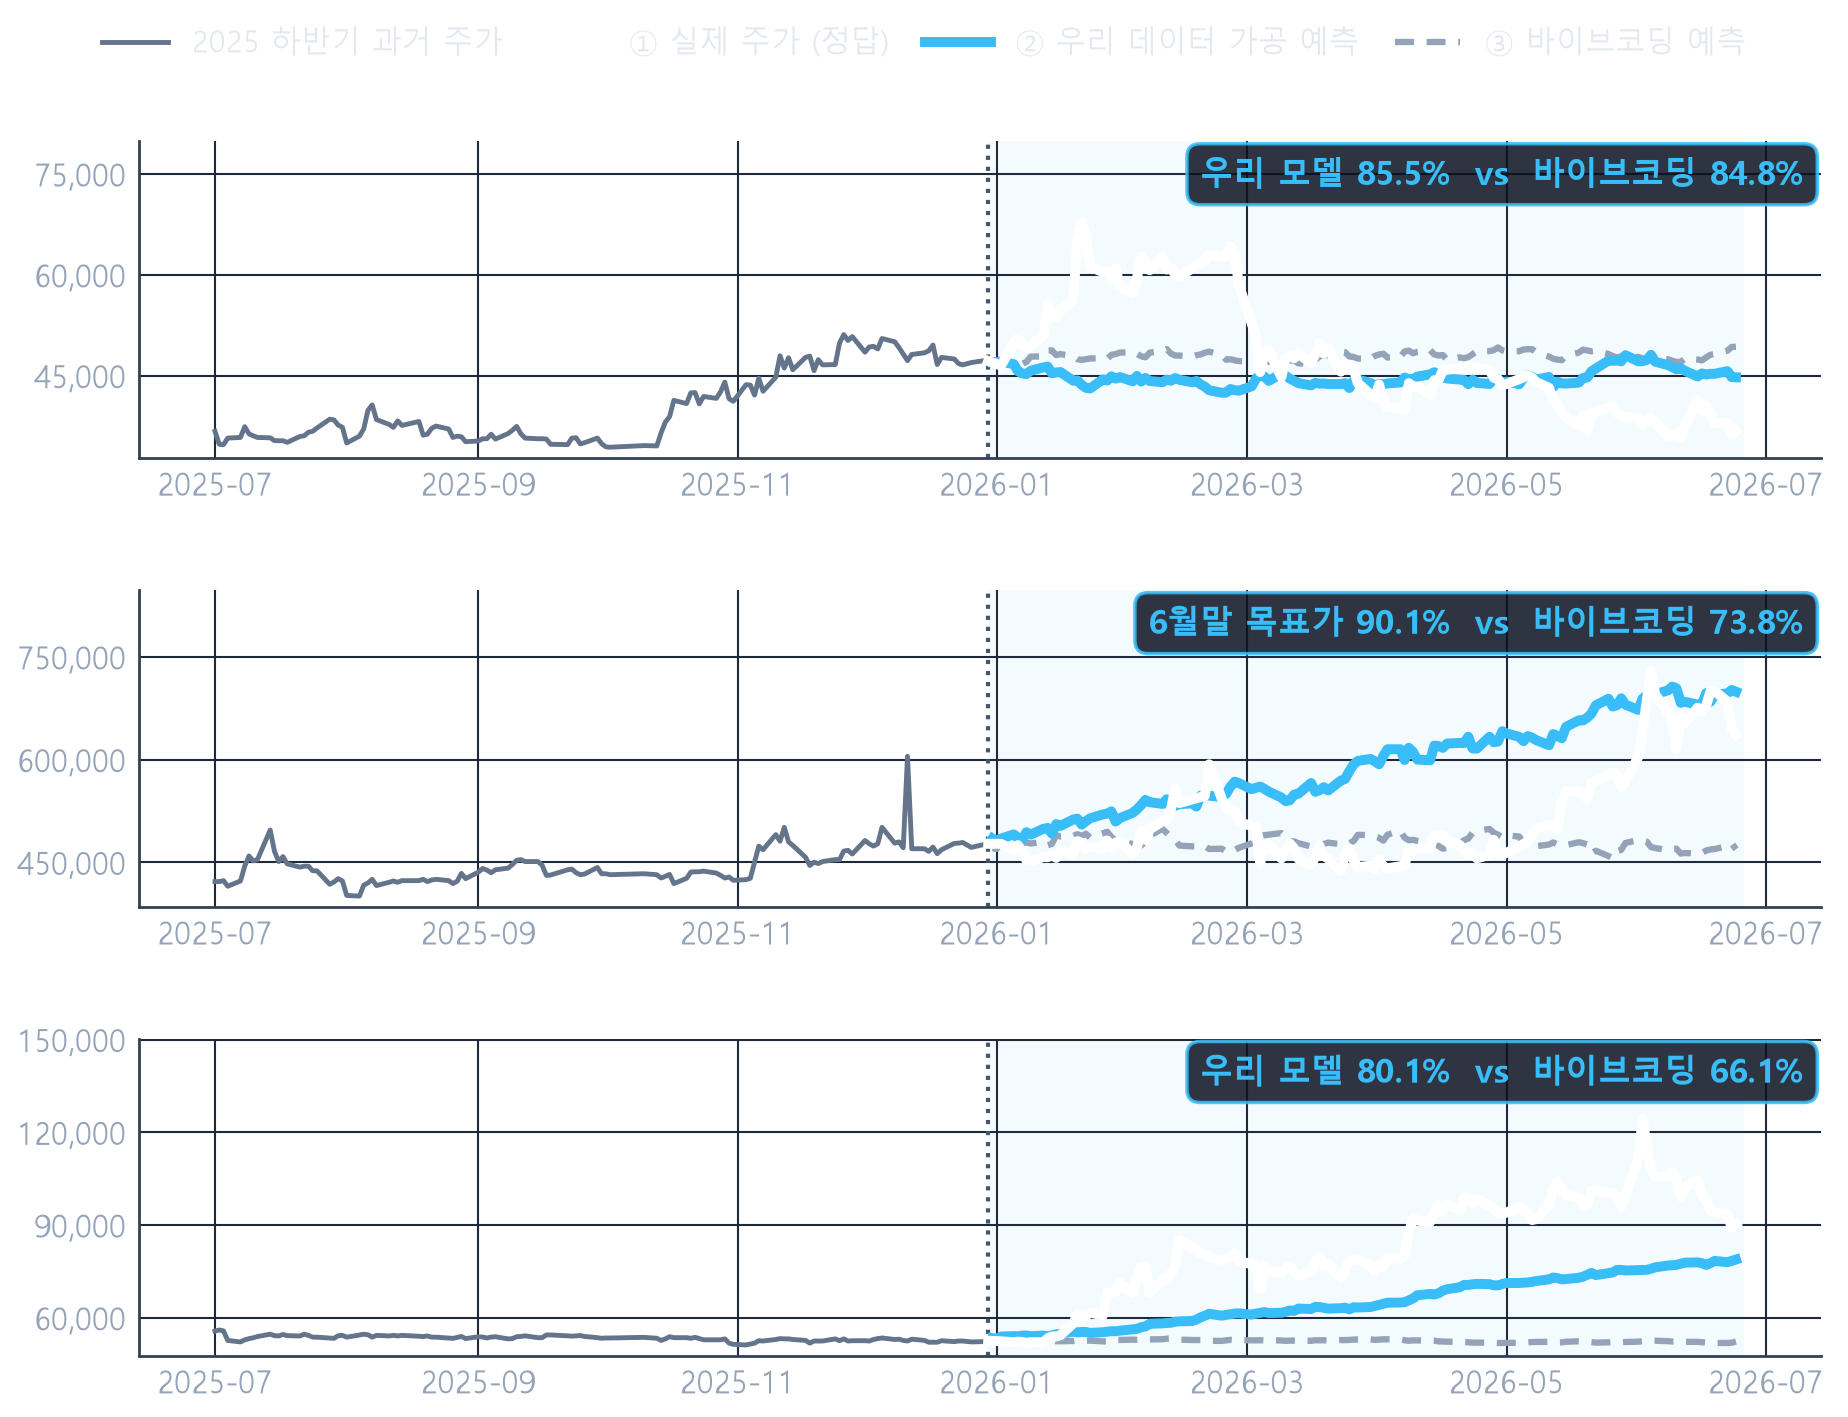 2025 하반기 과거 주가
① 실제 주가 (정답)
② 우리 데이터 가공 예측
③ 바이브코딩 예측
우리 모델 85.5% vs 바이브코딩 84.8%
75,000
60,000
45,000
2025-07 2025-09 2025-11 2026-01 2026-03 2026-05 2026-07
6월말 목표가 90.1% vs 바이브코딩 73.8%
750,000
600,000
450,000
2025-07 2025-09 2025-11 2026-01 2026-03 2026-05 2026-07
150,000
우리 모델 80.1% vs 바이브코딩 66.1%
120,000
90,000
60,000
2025-07 2025-09 2025-11 2026-01 2026-03 2026-05 2026-07